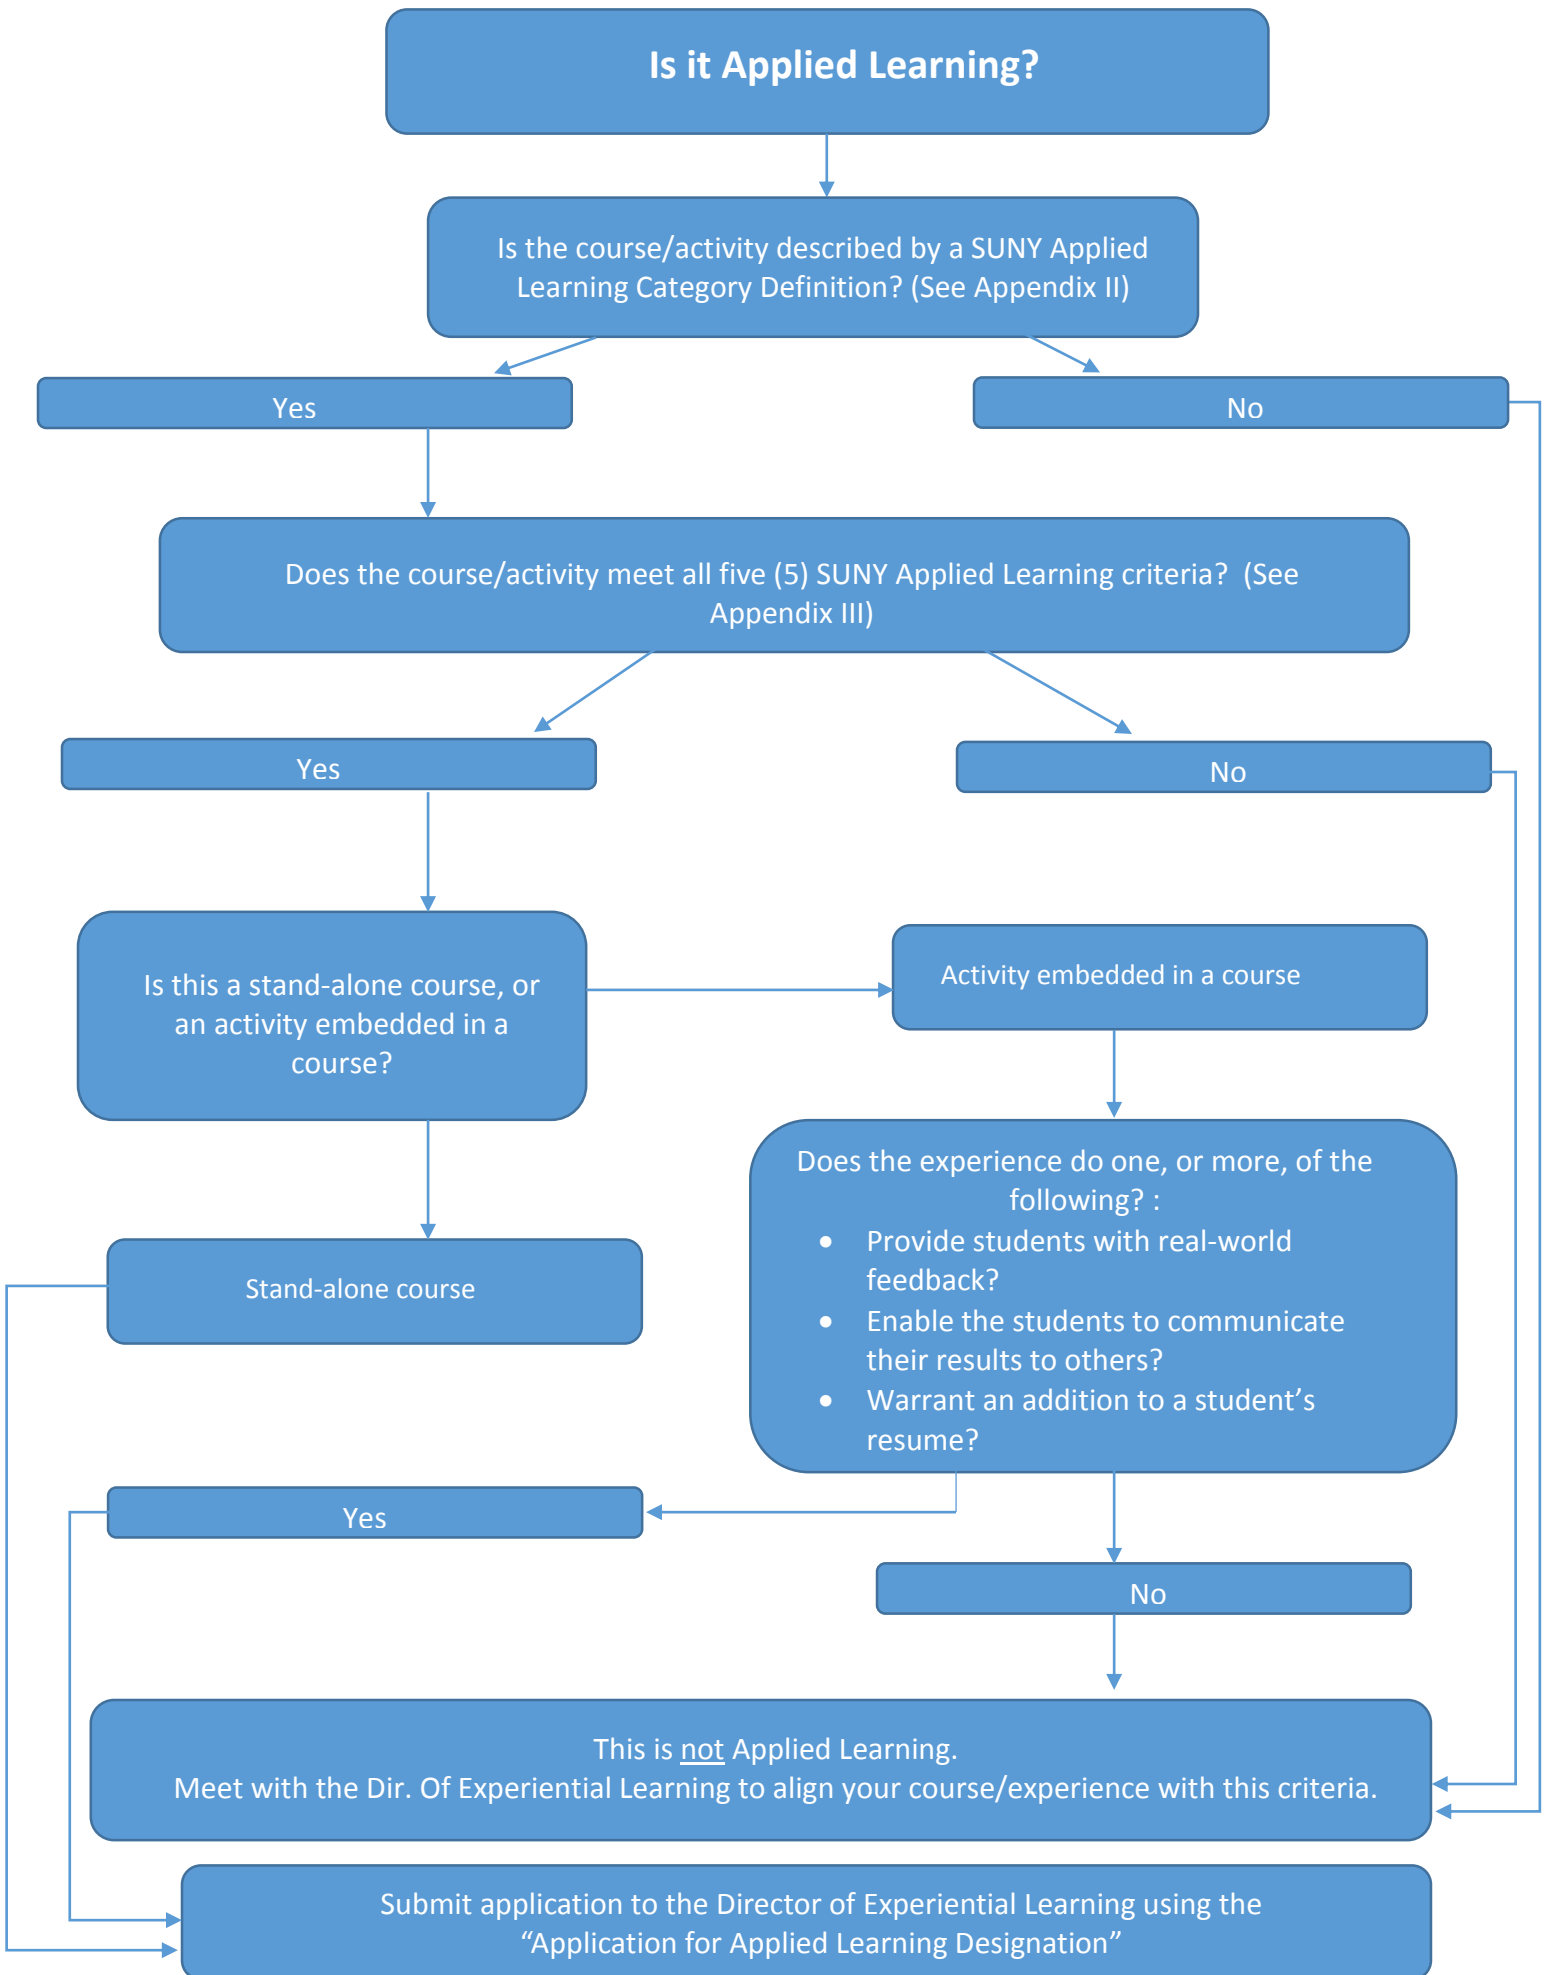 Is it Applied Learning?
Is the course/activity described by a SUNY Applied
Learning Category Definition? (See Appendix II)
Yes
No
Does the course/activity meet all five (5) SUNY Applied Learning criteria?  (See
Appendix III)
Yes
No
Is this a stand-alone course, or
an activity embedded in a
course?
Activity embedded in a course
Does the experience do one, or more, of the
following? :
• Provide students with real-world
feedback?
• Enable the students to communicate
their results to others?
• Warrant an addition to a student’s
resume?
Stand-alone course
Yes
No
This is not Applied Learning.
Meet with the Dir. Of Experiential Learning to align your course/experience with this criteria.
Submit application to the Director of Experiential Learning using the
“Application for Applied Learning Designation”